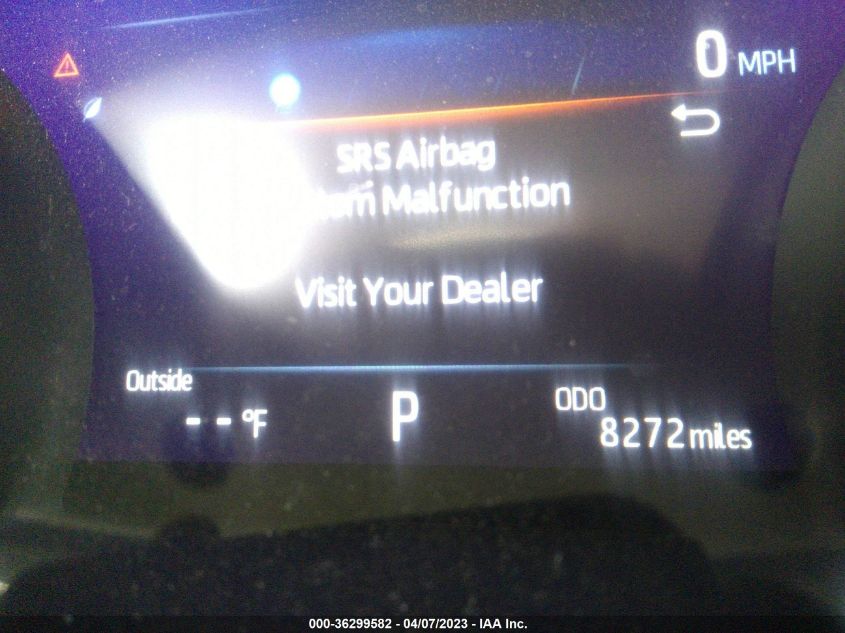 0 MPH
SRS Airbag
Malfunction
Visit Your Dealer
Outside
-- °F
P
ODO
8272 miles
000-36299582 - 04/07/2023 - IAA Inc.